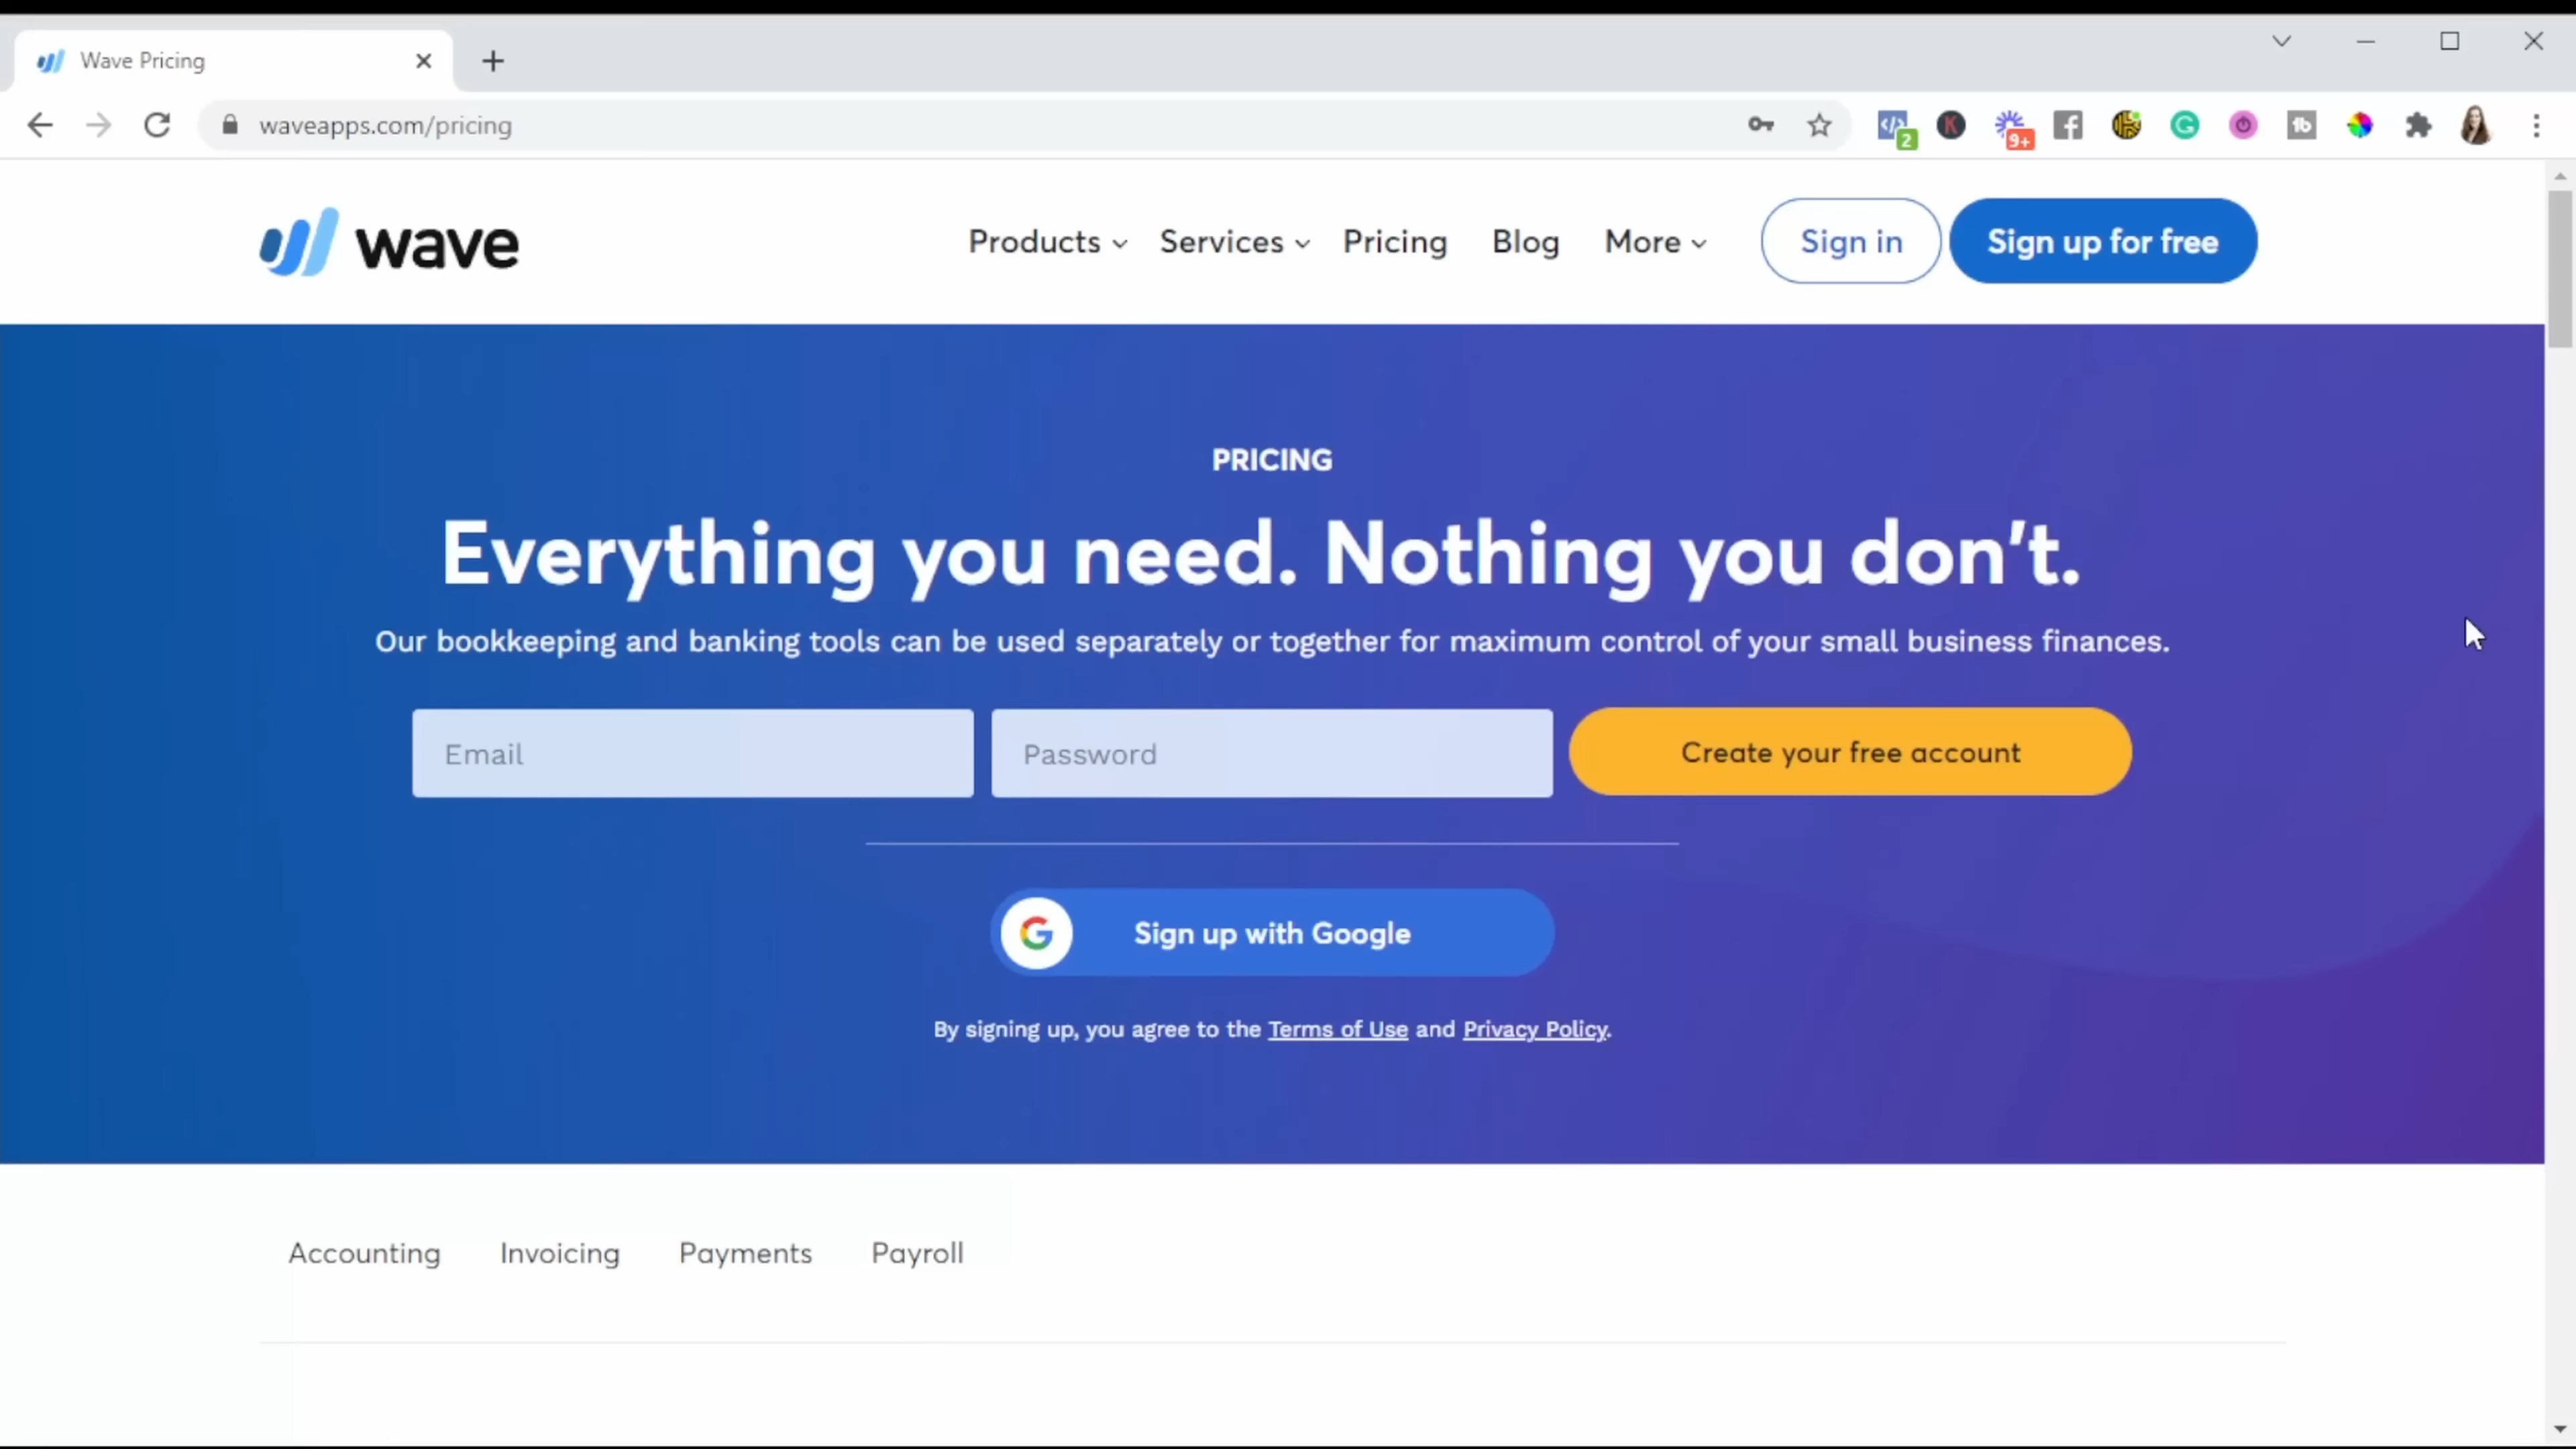 Wave Pricing
waveapps.com/pricing
2
K
9+
wave
Products
Services
Pricing
Blog
More
Sign in
Sign up for free
PRICING
Everything you need. Nothing you don't.
Our bookkeeping and banking tools can be used separately or together for maximum control of your small business finances.
Email
Password
Create your free account
Sign up with Google
By signing up, you agree to the Terms of Use and Privacy Policy.
Accounting
Invoicing
Payments
Payroll